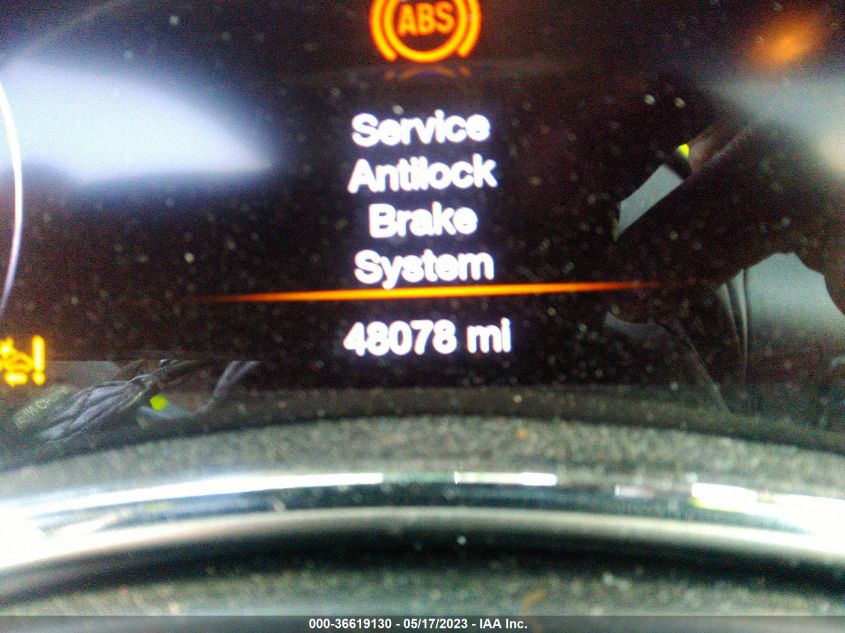 ABS
Service
Antilock
Brake
System
48078 mi
000-36619130 - 05/17/2023 - IAA Inc.